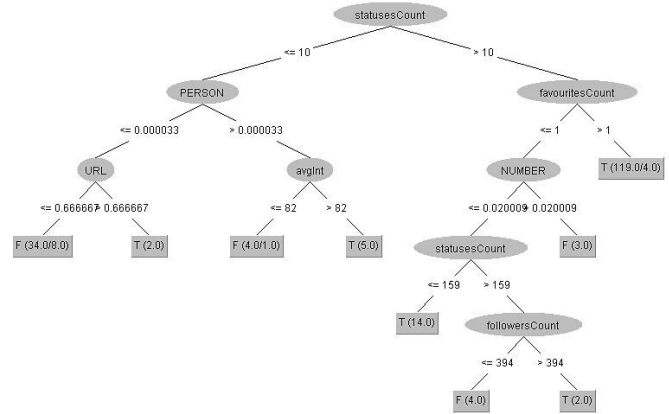 statusesCount
<= 10
> 10
PERSON
favouritesCount
<= 0.000033
> 0.000033
<= 1
> 1
URL
avgInt
NUMBER
T (119.0/4.0)
<= 0.666667
> 0.666667
<= 82
> 82
<= 0.020009
> 0.020009
F (34.0/8.0)
T (2.0)
F (4.0/1.0)
T (5.0)
statusesCount
F (3.0)
<= 159
> 159
T (14.0)
followersCount
<= 394
> 394
F (4.0)
T (2.0)